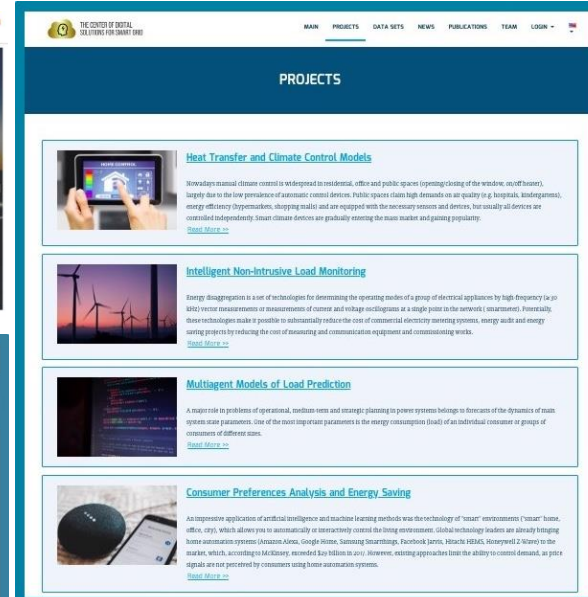 THE CENTER OF DIGITAL
SOLUTIONS FOR SMART GRID
MAIN PROJECTS DATA SETS NEWS PUBLICATIONS TEAM LOGIN
PROJECTS
Heat Transfer and Climate Control Models
Nowadays manual climate control is widespread in residential, office and public spaces (opening/closing of the window, on/off heater),
largely due to the low prevalence of automatic control devices. Public spaces claim high demands on air quality (e.g. hospitals, kindergartens),
energy efficiency (hypermarkets, shopping malls) and are equipped with the necessary sensors and devices, but usually all devices are
controlled independently. Smart climate devices are gradually entering the mass market and gaining popularity.
Read More >>
Intelligent Non-Intrusive Load Monitoring
Energy disaggregation is a set of technologies for determining the operating modes of a group of electrical appliances by high-frequency (≥ 30
kHz) vector measurements or measurements of current and voltage oscillograms at a single point in the network ( smartmeter). Potentially,
these technologies make it possible to substantially reduce the cost of commercial electricity metering systems, energy audit and energy
saving projects by reducing the cost of measuring and communication equipment and commissioning works.
Read More >>
Multiagent Models of Load Prediction
A major role in problems of operational, medium-term and strategic planning in power systems belongs to forecasts of the dynamics of main
system state parameters. One of the most important parameters is the energy consumption (load) of an individual consumer or groups of
consumers of different sizes.
Read More >>
Consumer Preferences Analysis and Energy Saving
An impressive application of artificial intelligence and machine learning methods was the technology of "smart" environments ("smart" home,
office, city), which allows you to automatically or interactively control the living environment. Global technology leaders are already bringing
home automation systems (Amazon Alexa, Google Home, Samsung Smartthings, Facebook Jarvis, Hitachi HEMS, Honeywell Z-Wave) to the
market, which, according to McKinsey, exceeded $29 billion in 2017. However, existing approaches limit the ability to control demand, as price
signals are not perceived by consumers using home automation systems.
Read More >>